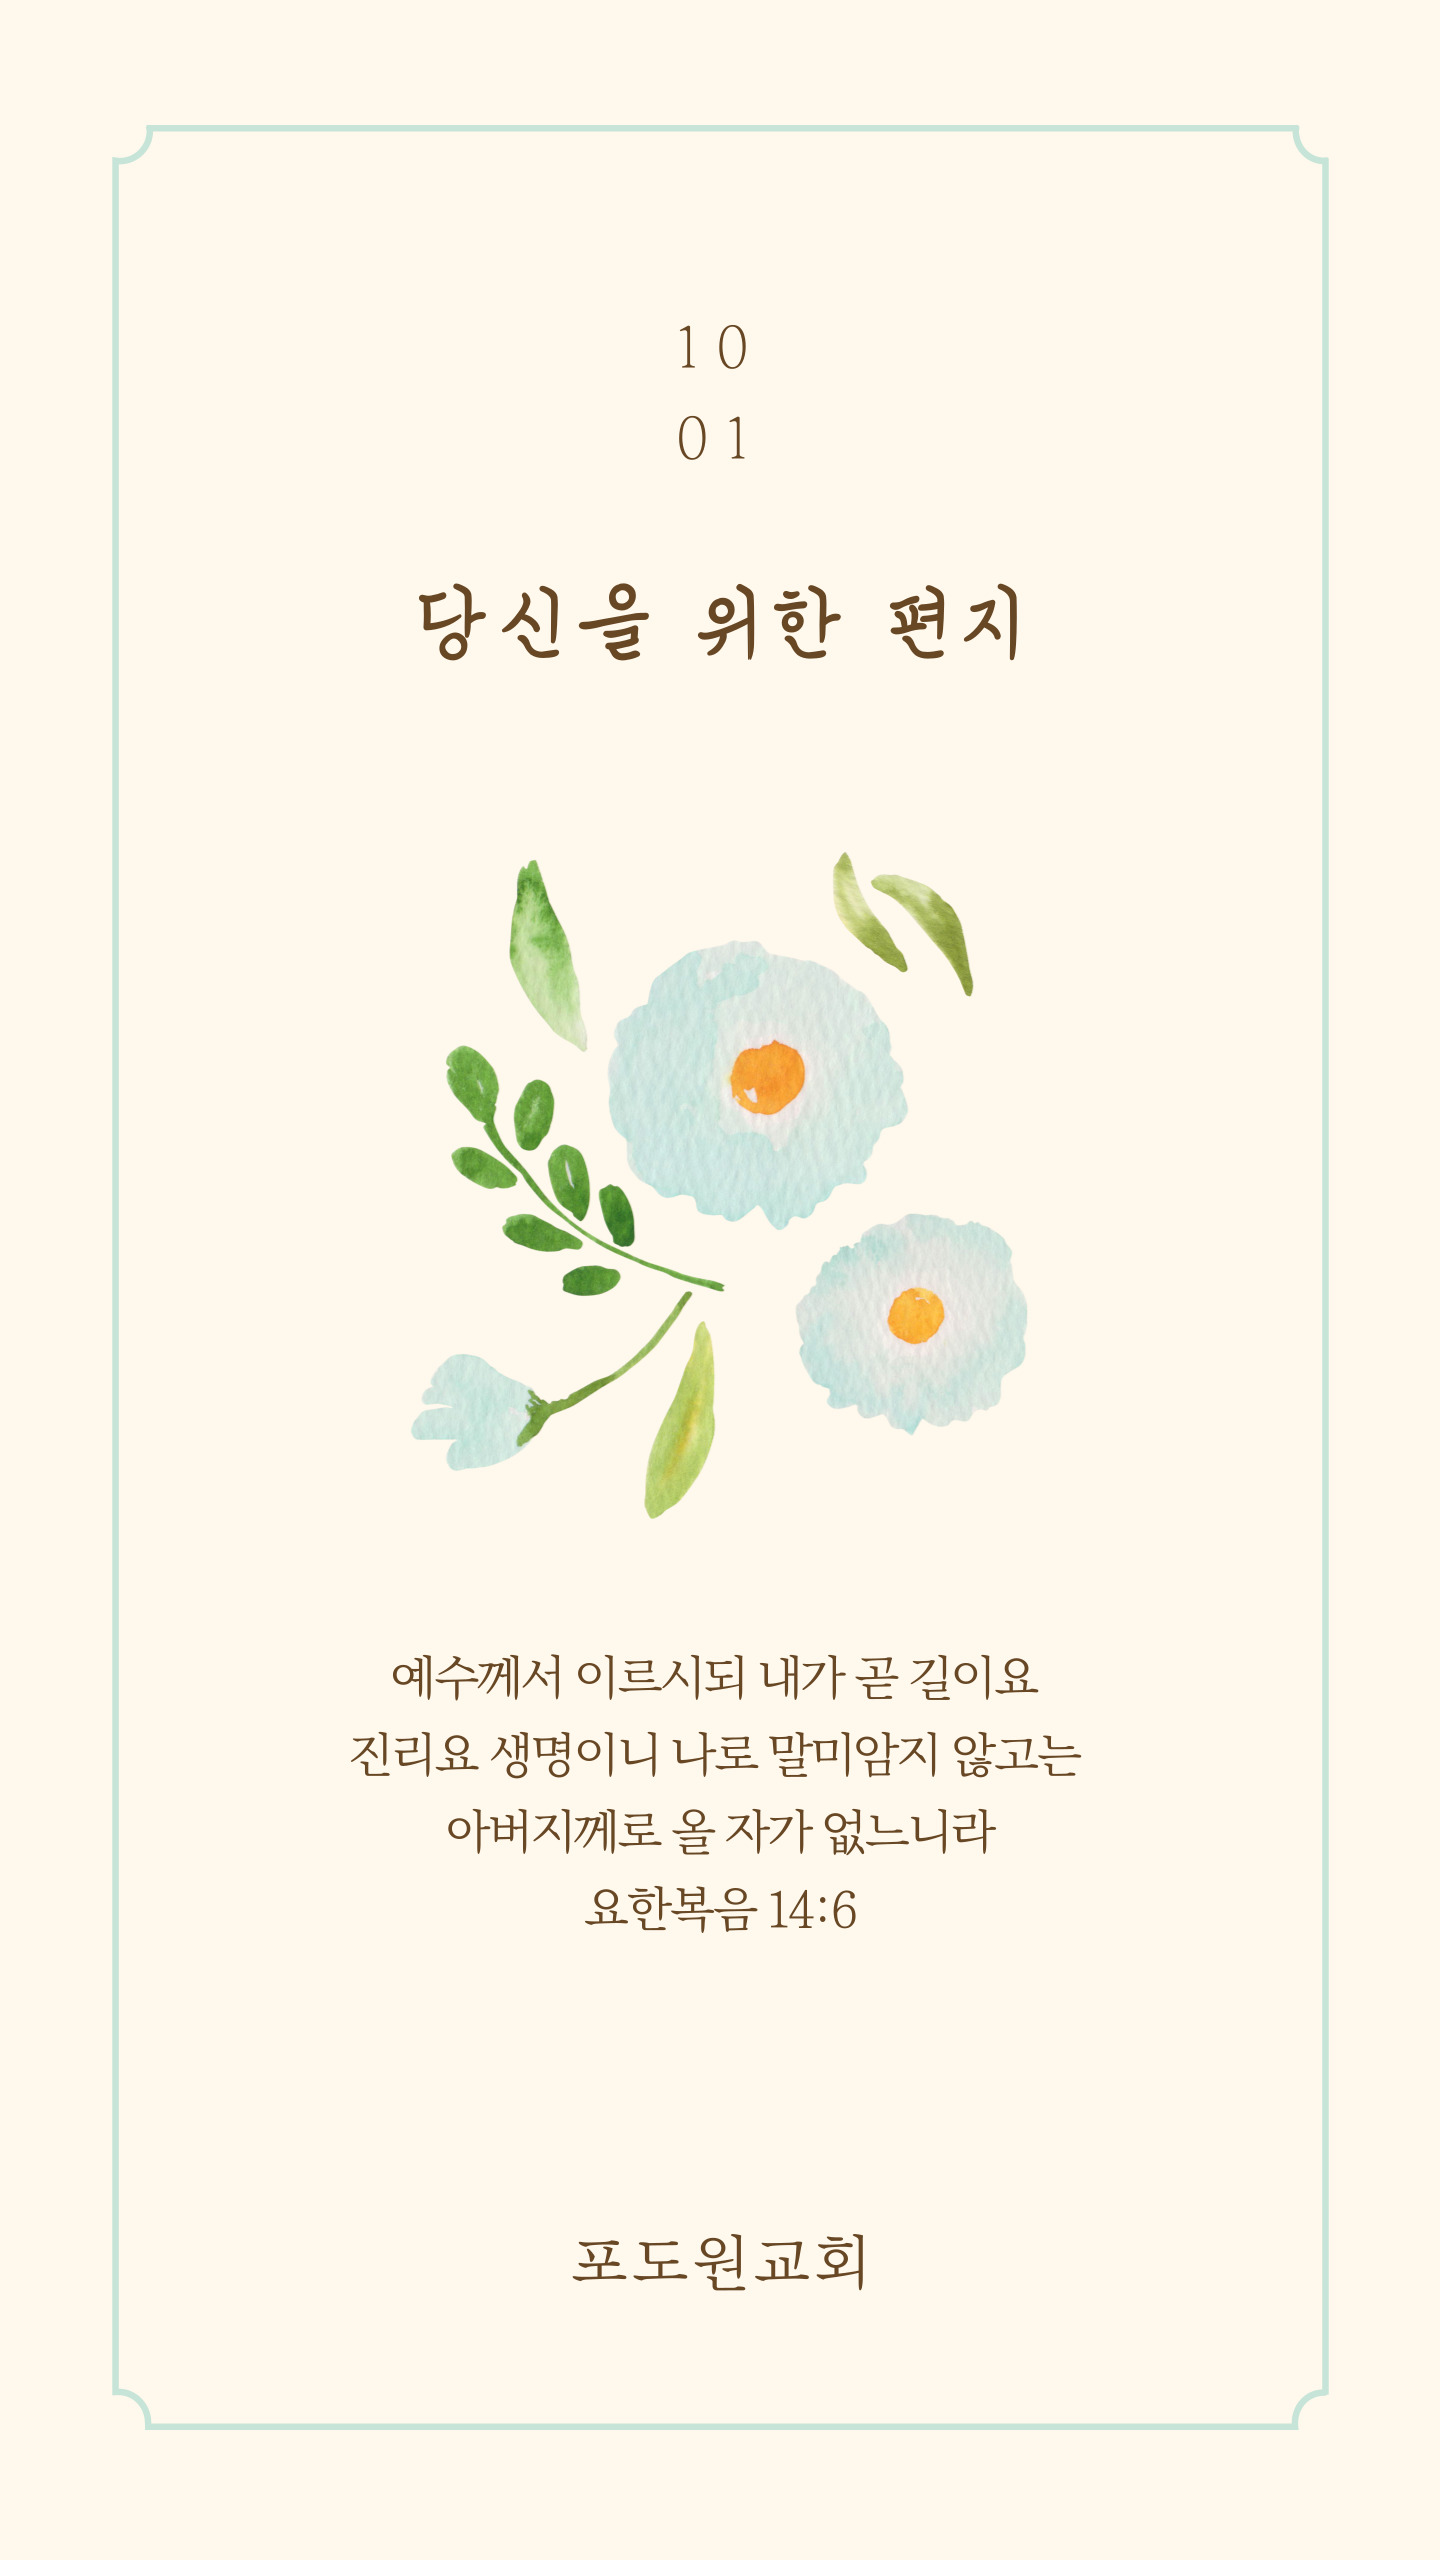 10
01
당신을 위한 편지
예수께서 이르시되 내가 곧 길이요
진리요 생명이니 나로 말미암지 않고는
아버지께로 올 자가 없느니라
요한복음 14:6
포도원교회